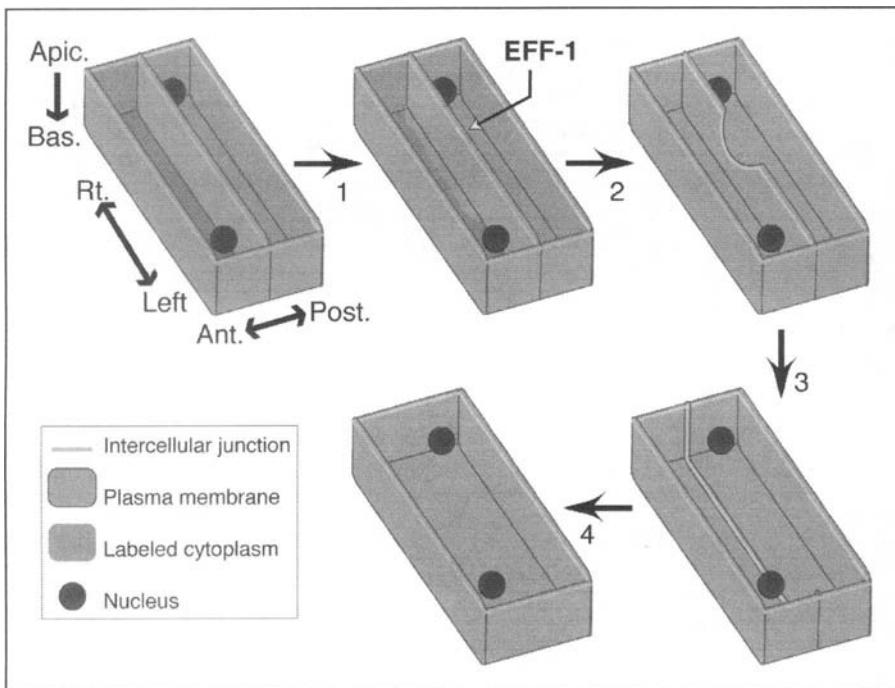 Apic.
EFF-1
Bas.
Rt.
1
2
Left
Ant.
Post.
3
Intercellular junction
Plasma membrane
4
Labeled cytoplasm
Nucleus